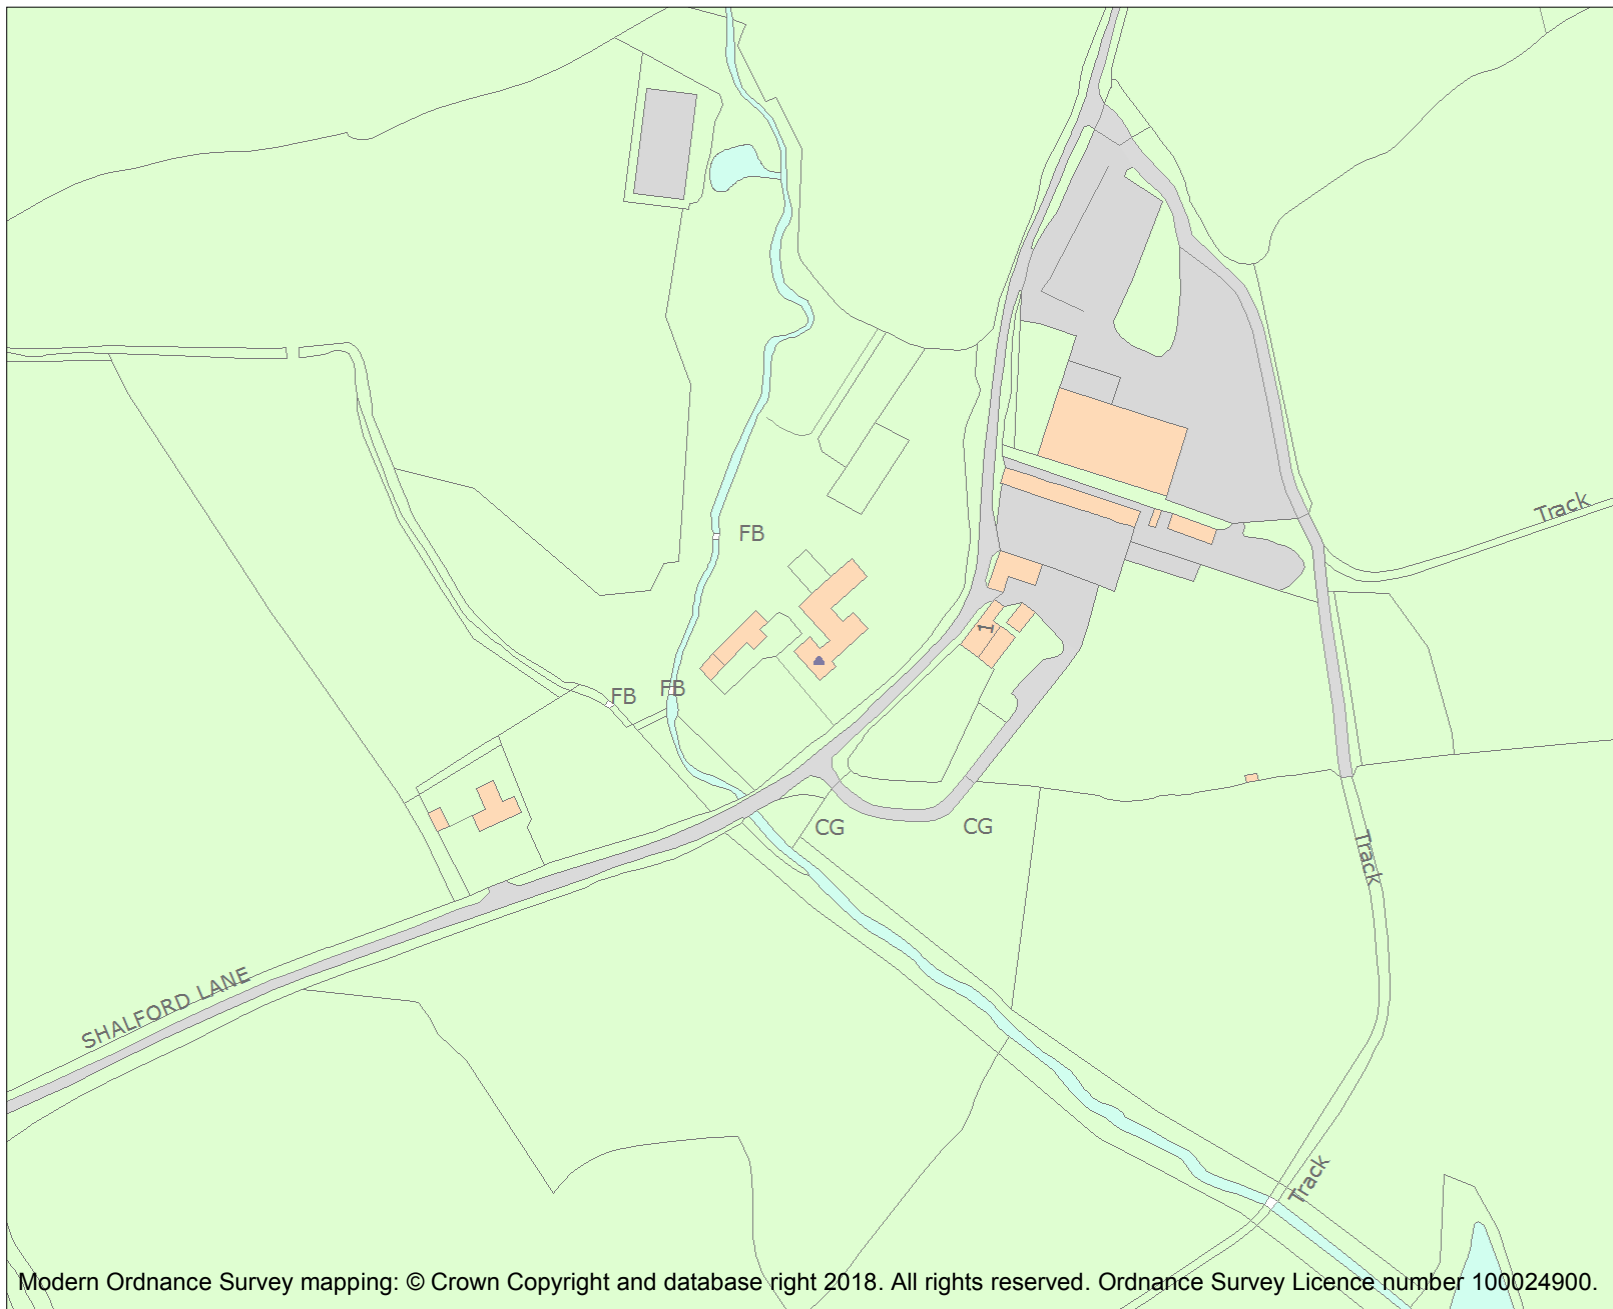 Track
FB
1
FB
FB
CG
CG
Track
SHALFORD LANE
Track
Modern Ordnance Survey mapping: © Crown Copyright and database right 2018. All rights reserved. Ordnance Survey Licence number 100024900.